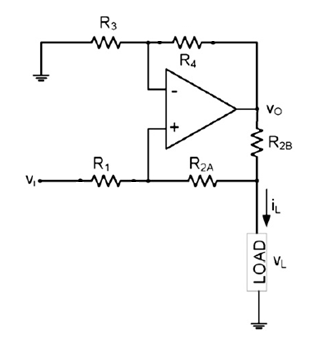 R3
R4
-
+
vO
R2B
R1
R2A
vI
iL
LOAD
vL